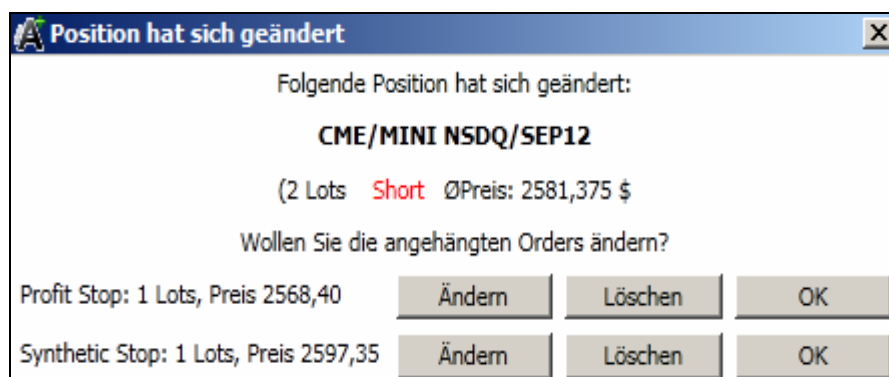 Position hat sich geändert
Folgende Position hat sich geändert:
CME/MINI NSDQ/SEP12
(2 Lots Short ØPreis: 2581,375 $
Wollen Sie die angehängten Orders ändern?
Profit Stop: 1 Lots, Preis 2568,40 Ändern Löschen OK
Synthetic Stop: 1 Lots, Preis 2597,35 Ändern Löschen OK